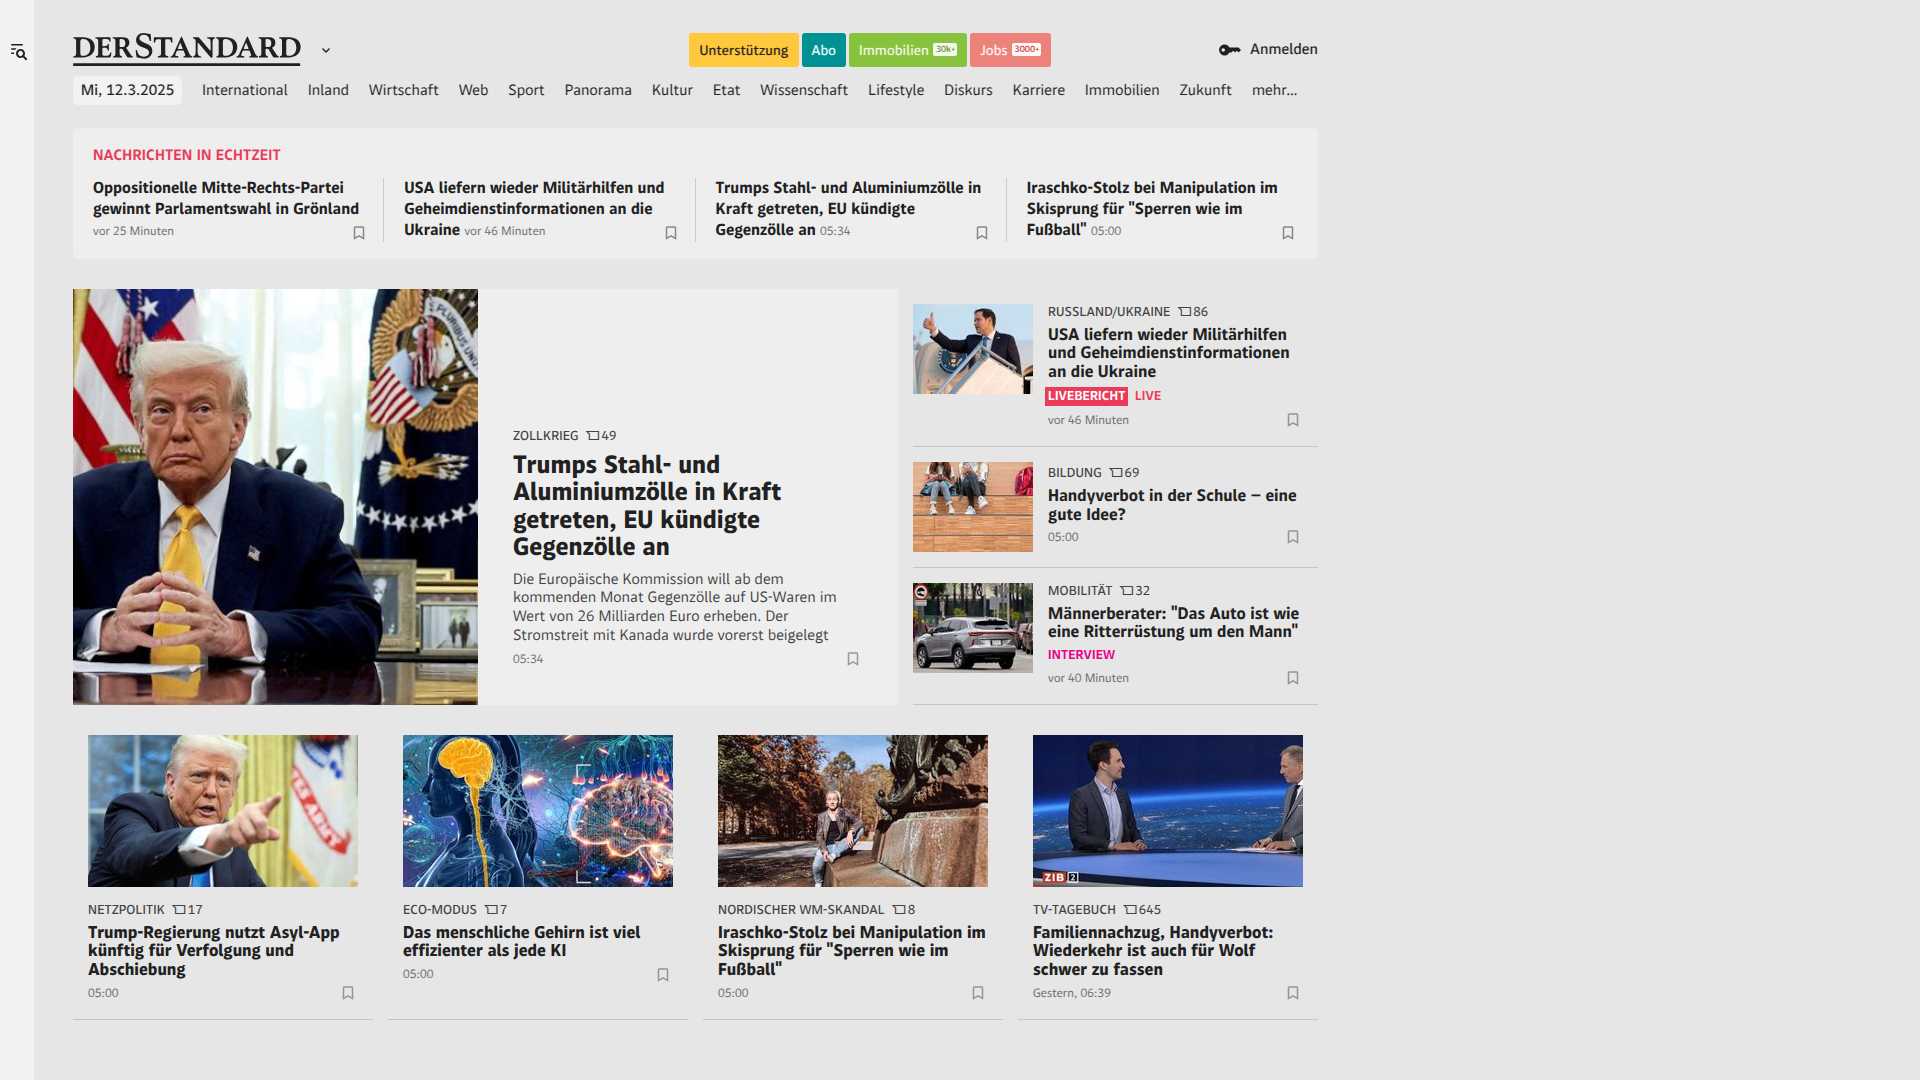 DERSTANDARD
Unterstützung
Abo
Immobilien 30k+
Jobs 3000+
Anmelden
Mi, 12.3.2025
International
Inland
Wirtschaft
Web
Sport
Panorama
Kultur
Etat
Wissenschaft
Lifestyle
Diskurs
Karriere
Immobilien
Zukunft
mehr...
NACHRICHTEN IN ECHTZEIT
Oppositionelle Mitte-Rechts-Partei
gewinnt Parlamentswahl in Grönland
vor 25 Minuten
USA liefern wieder Militärhilfen und
Geheimdienstinformationen an die
Ukraine vor 46 Minuten
Trumps Stahl- und Aluminiumzölle in
Kraft getreten, EU kündigte
Gegenzölle an 05:34
Iraschko-Stolz bei Manipulation im
Skisprung für "Sperren wie im
Fußball" 05:00
ZOLLKRIEG 49
Trumps Stahl- und
Aluminiumzölle in Kraft
getreten, EU kündigte
Gegenzölle an
Die Europäische Kommission will ab dem
kommenden Monat Gegenzölle auf US-Waren im
Wert von 26 Milliarden Euro erheben. Der
Stromstreit mit Kanada wurde vorerst beigelegt
05:34
RUSSLAND/UKRAINE 86
USA liefern wieder Militärhilfen
und Geheimdienstinformationen
an die Ukraine
LIVEBERICHT LIVE
vor 46 Minuten
BILDUNG 69
Handyverbot in der Schule – eine
gute Idee?
05:00
MOBILITÄT 32
Männerberater: "Das Auto ist wie
eine Ritterrüstung um den Mann"
INTERVIEW
vor 40 Minuten
NETZPOLITIK 17
Trump-Regierung nutzt Asyl-App
künftig für Verfolgung und
Abschiebung
05:00
ECO-MODUS 7
Das menschliche Gehirn ist viel
effizienter als jede KI
05:00
NORDISCHER WM-SKANDAL 8
Iraschko-Stolz bei Manipulation im
Skisprung für "Sperren wie im
Fußball"
05:00
ZIB 2
TV-TAGEBUCH 645
Familiennachzug, Handyverbot:
Wiederkehr ist auch für Wolf
schwer zu fassen
Gestern, 06:39